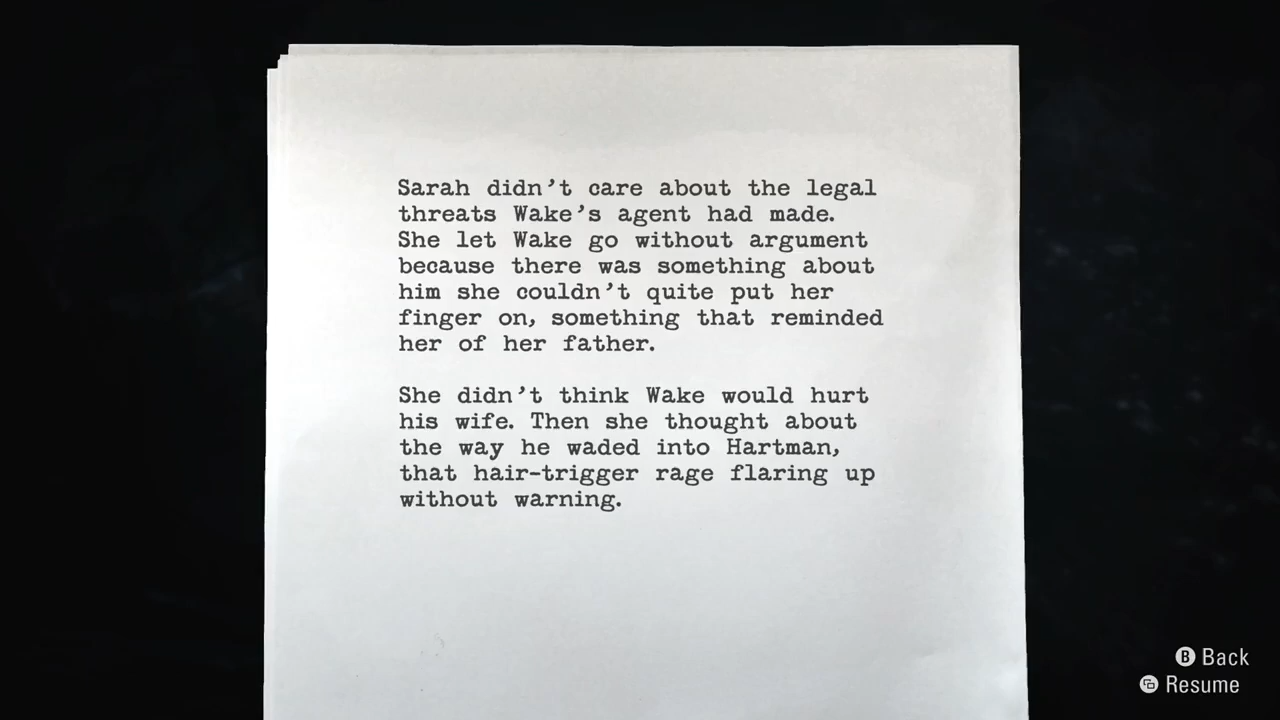 Sarah didn't care about the legal
threats Wake's agent had made.
She let Wake go without argument
because there was something about
him she couldn't quite put her
finger on, something that reminded
her of her father.
She didn't think Wake would hurt
his wife. Then she thought about
the way he waded into Hartman,
that hair-trigger rage flaring up
without warning.
B Back
Resume